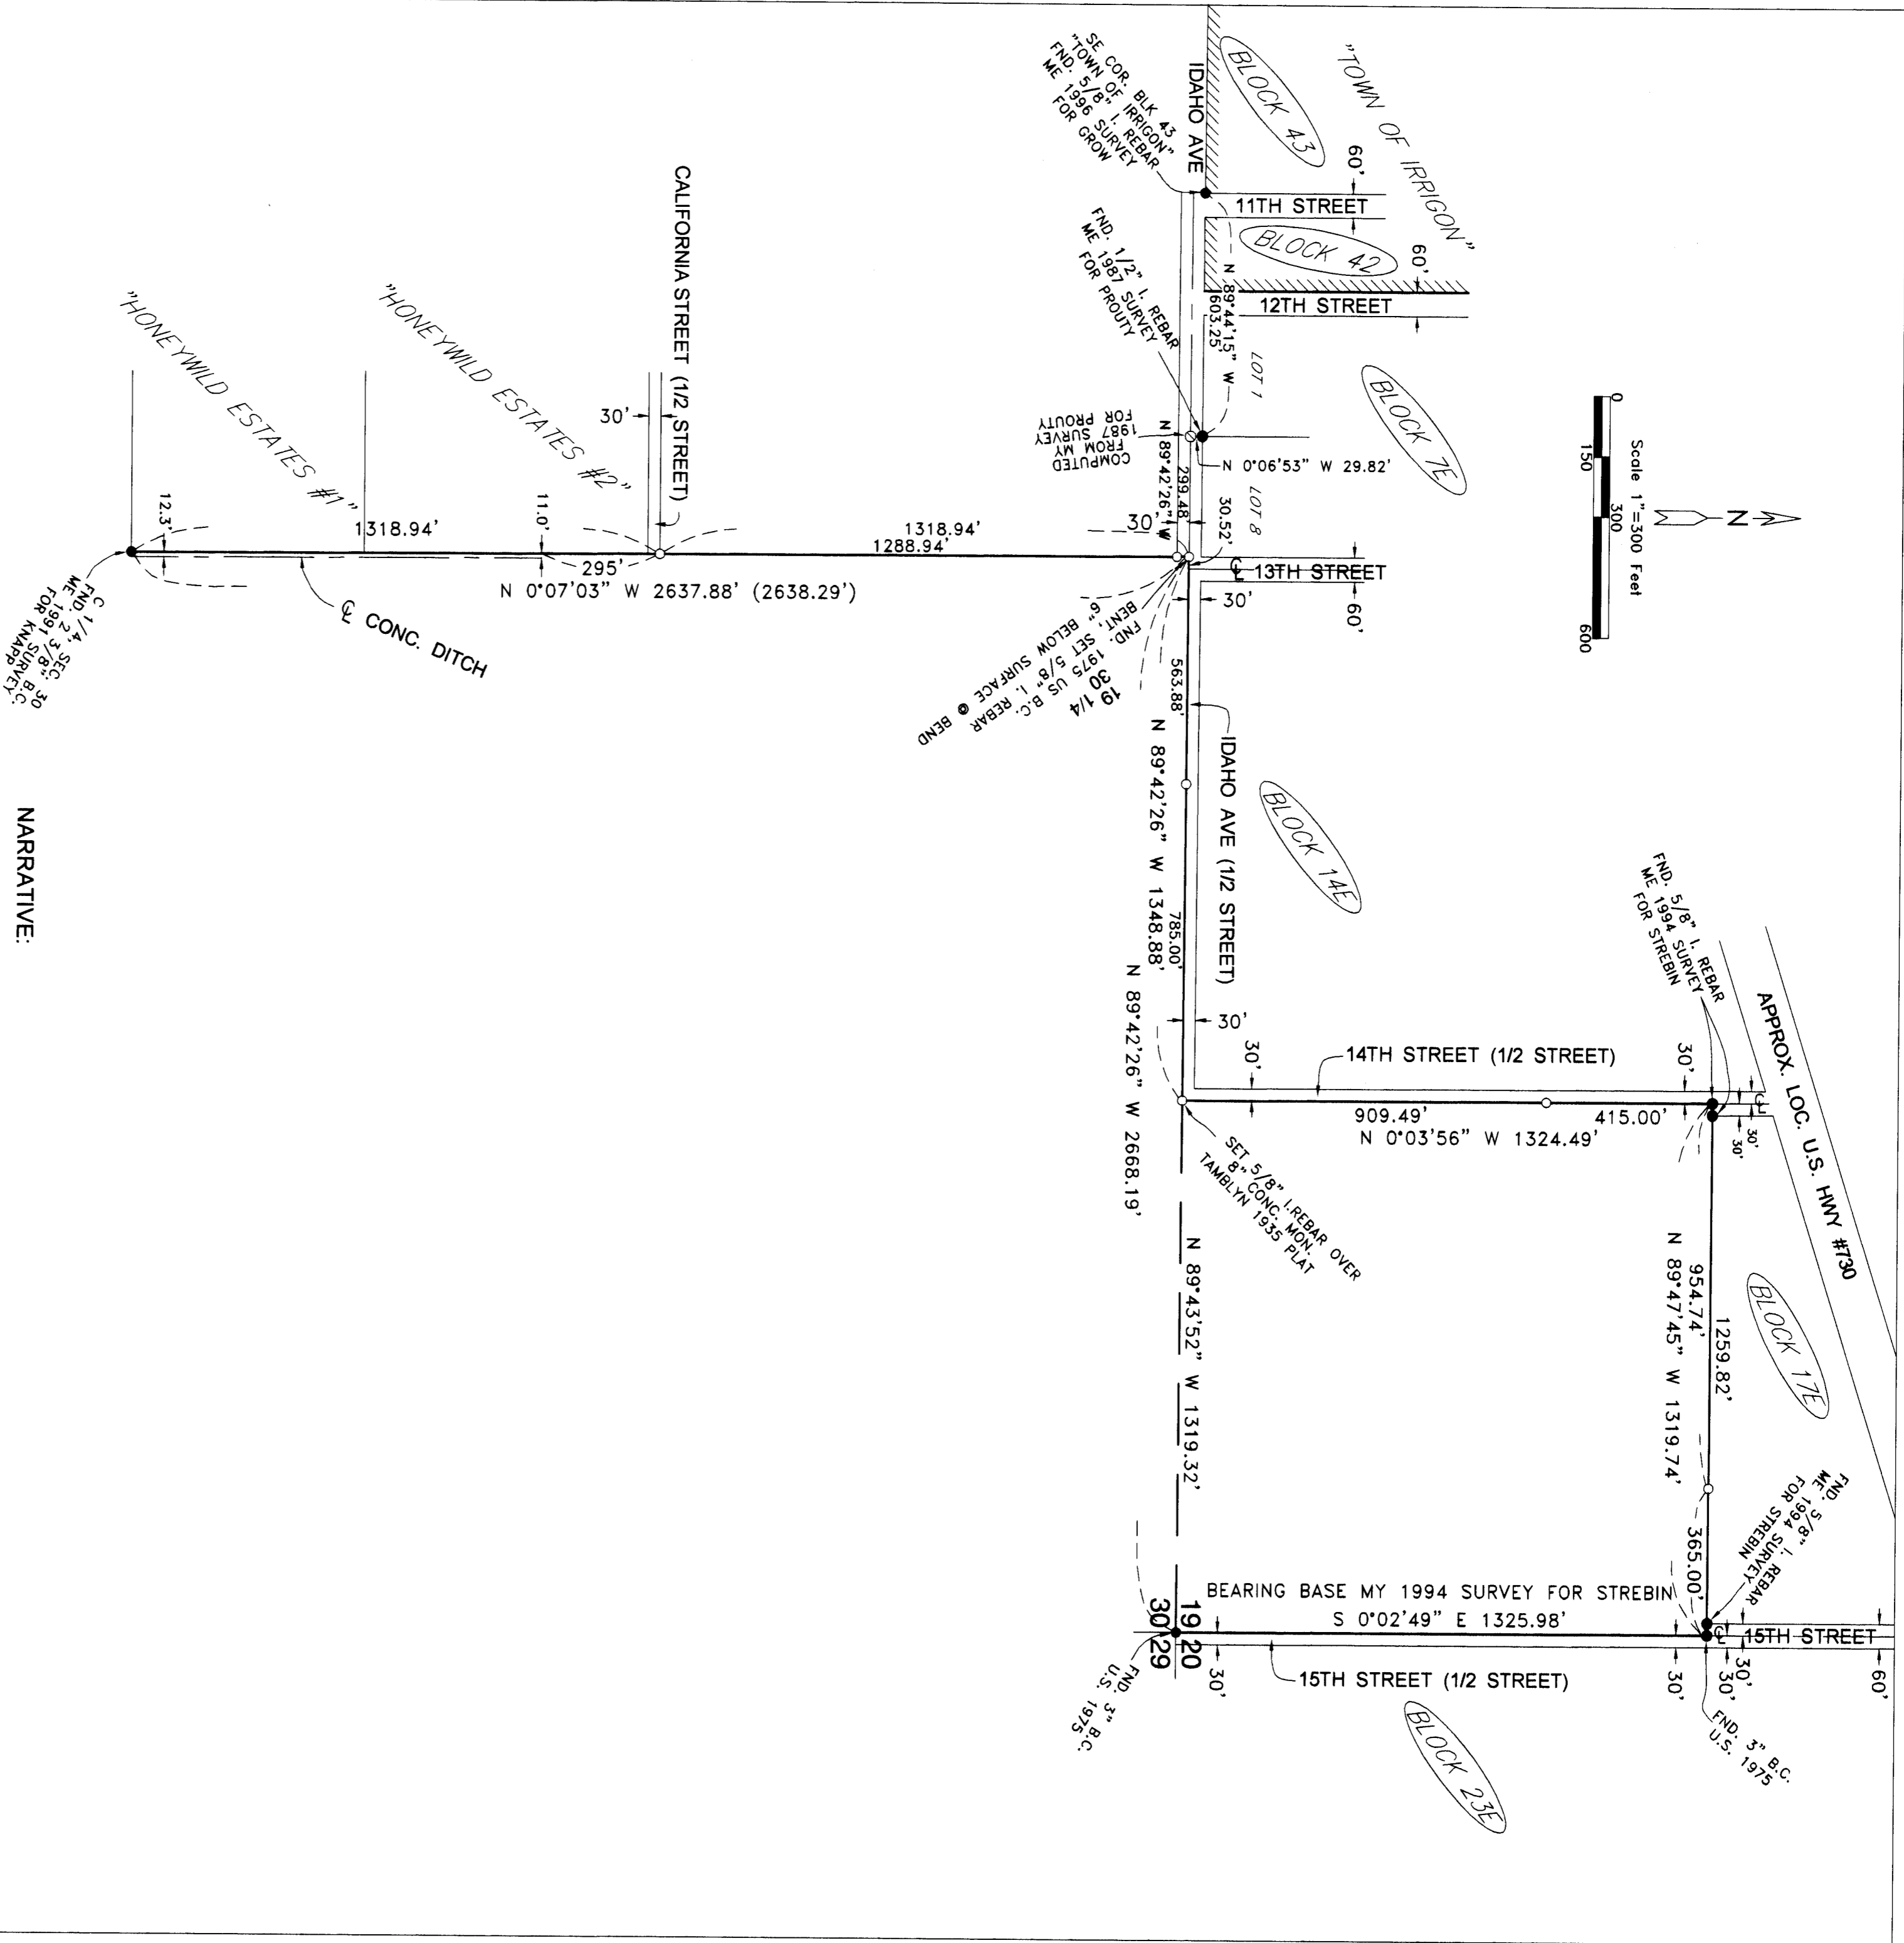 "TOWN OF IRRIGON"
BLOCK 43
IDAHO AVE
SE COR. BLK 43
"TOWN OF IRRIGON"
FND. 5/8" I. REBAR
ME 1996 SURVEY
FOR GROW
60'
11TH STREET
BLOCK 42
60'
12TH STREET
N 89°44'15" W
603.25'
FND. 1/2" I. REBAR
ME 1987 SURVEY
FOR PROUTY
LOT 1
BLOCK 7E
Scale 1"=300 Feet
0
150
300
600
N
COMPUTED
FROM MY
1987 SURVEY
FOR PROUTY
N 0°06'53" W 29.82'
N 89°42'26" W
299.48'
LOT 8
30.52'
30'
CALIFORNIA STREET (1/2 STREET)
30'
"HONEYWILD ESTATES #2"
"HONEYWILD ESTATES #1"
12.3'
1318.94'
11.0'
295'
1318.94'
1288.94'
N 0°07'03" W 2637.88' (2638.29')
℄ CONC. DITCH
C 1/4, SEC. 30
FND. 2 3/8" B.C.
ME 1991 SURVEY
FOR KNAPP
℄ 13TH STREET
30'
60'
19 1/4
30
FND. 1975 US B.C.
BENT, SET 5/8" I. REBAR
6" BELOW SURFACE @ BEND
563.88'
IDAHO AVE (1/2 STREET)
N 89°42'26" W 1348.88'
785.00'
BLOCK 14E
N 89°42'26" W 2668.19'
30'
30'
14TH STREET (1/2 STREET)
909.49'
415.00'
N 0°03'56" W 1324.49'
SET 5/8" I.REBAR OVER
8" CONC. MON.
TAMBLYN 1935 PLAT
FND. 5/8" I. REBAR
ME 1994 SURVEY
FOR STREBIN
30'
℄
30'
30'
APPROX. LOC. U.S. HWY #730
BLOCK 17E
954.74'
1259.82'
N 89°47'45" W 1319.74'
365.00'
N 89°43'52" W 1319.32'
FND. 5/8" I. REBAR
ME 1994 SURVEY
FOR STREBIN
BEARING BASE MY 1994 SURVEY FOR STREBIN
S 0°02'49" E 1325.98'
19 20
30 29
FND. 3" B.C.
U.S. 1975
30'
15TH STREET (1/2 STREET)
℄ 15TH STREET
30'
30'
30'
60'
FND. 3" B.C.
U.S. 1975
BLOCK 23E
NARRATIVE: